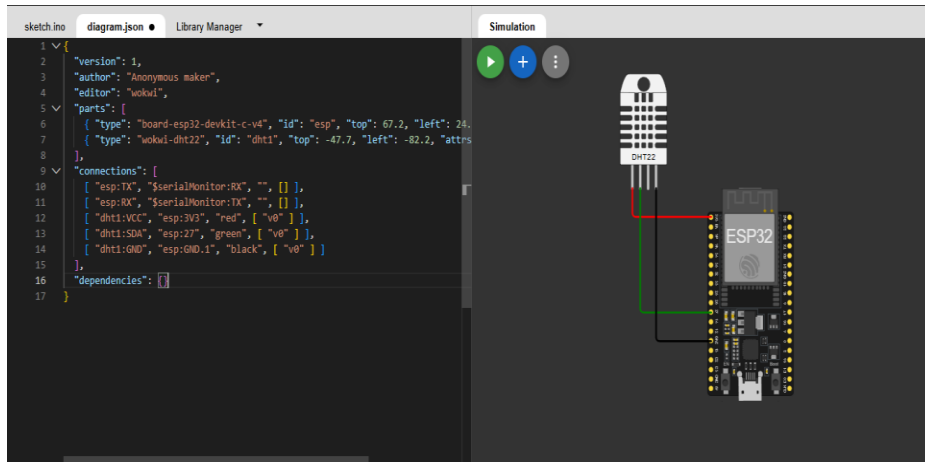 sketch.ino diagram.json ● Library Manager
Simulation
1 {
2 "version": 1,
3 "author": "Anonymous maker",
4 "editor": "wokwi",
5 "parts": [
6 { "type": "board-esp32-devkit-c-v4", "id": "esp", "top": 67.2, "left": 24.
7 { "type": "wokwi-dht22", "id": "dht1", "top": -47.7, "left": -82.2, "attrs
8 ],
9 "connections": [
10 [ "esp:TX", "$serialMonitor:RX", "", [] ],
11 [ "esp:RX", "$serialMonitor:TX", "", [] ],
12 [ "dht1:VCC", "esp:3V3", "red", [ "v0" ] ],
13 [ "dht1:SDA", "esp:27", "green", [ "v0" ] ],
14 [ "dht1:GND", "esp:GND.1", "black", [ "v0" ] ]
15 ],
16 "dependencies": {}
17 }
DHT22
ESP32